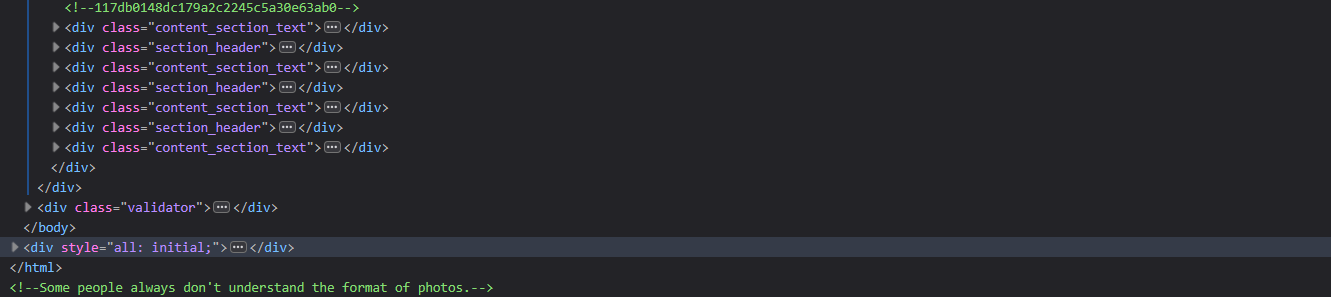 <!--117db0148dc179a2c2245c5a30e63ab0-->
<div class="content_section_text">···</div>
<div class="section_header">···</div>
<div class="content_section_text">···</div>
<div class="section_header">···</div>
<div class="content_section_text">···</div>
<div class="section_header">···</div>
<div class="content_section_text">···</div>
</div>
</div>
<div class="validator">···</div>
</body>
<div style="all: initial;">···</div>
</html>
<!--Some people always don't understand the format of photos.-->